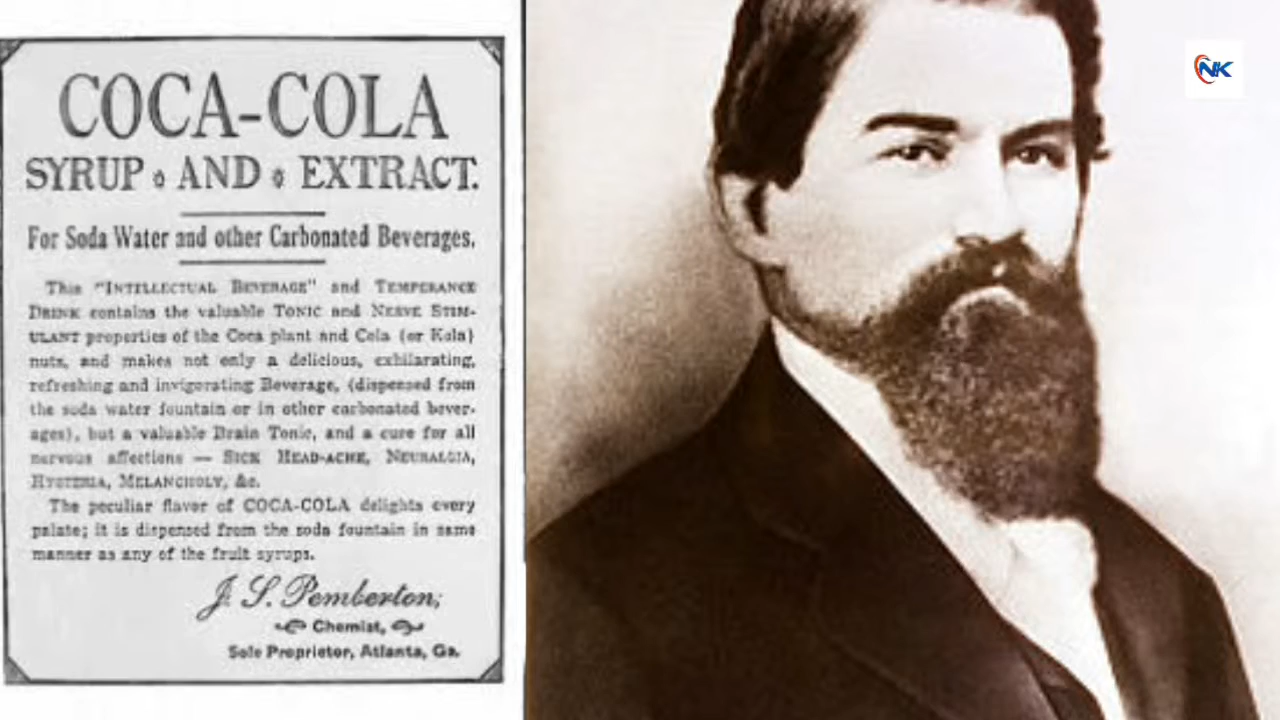 COCA-COLA
SYRUP AND EXTRACT.
For Soda Water and other Carbonated Beverages.
This "INTELLECTUAL BEVERAGE" and TEMPERANCE
DRINK contains the valuable TONIC and NERVE STIM-
ULANT properties of the Coca plant and Cola (or Kola)
nuts, and makes not only a delicious, exhilarating,
refreshing and invigorating Beverage, (dispensed from
the soda water fountain or in other carbonated bever-
ages), but a valuable Brain Tonic, and a cure for all
nervous affections — SICK HEAD-ACHE, NEURALGIA,
HYSTERIA, MELANCHOLY, &c.
The peculiar flavor of COCA-COLA delights every
palate; it is dispensed from the soda fountain in same
manner as any of the fruit syrups.
J. S. Pemberton;
Chemist,
Sole Proprietor, Atlanta, Ga.
NK